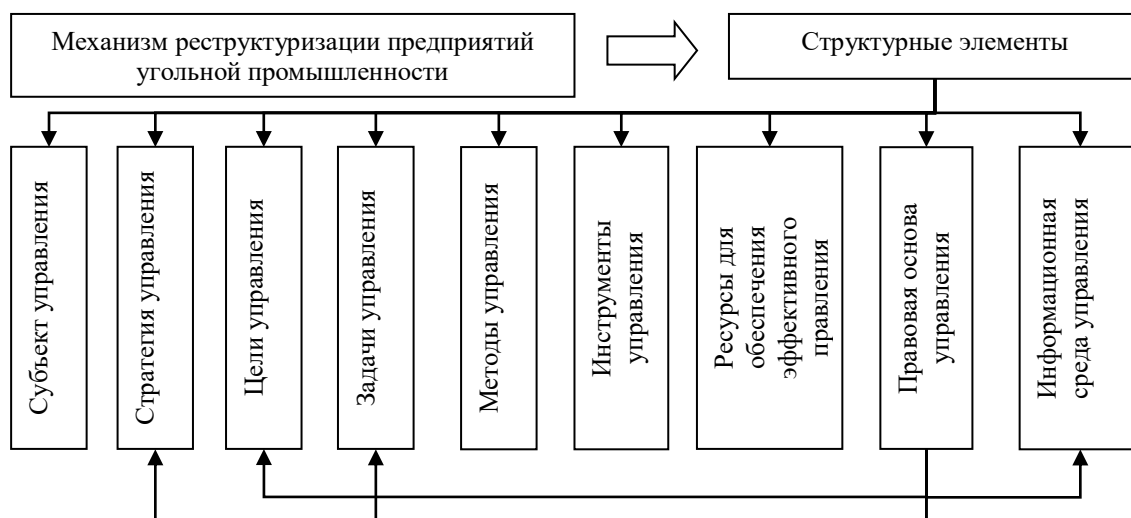 Механизм реструктуризации предприятий
угольной промышленности
Структурные элементы
Субъект управления
Стратегия управления
Цели управления
Задачи управления
Методы управления
Инструменты
управления
Ресурсы для
обеспечения
эффективного
правления
Правовая основа
управления
Информационная
среда управления